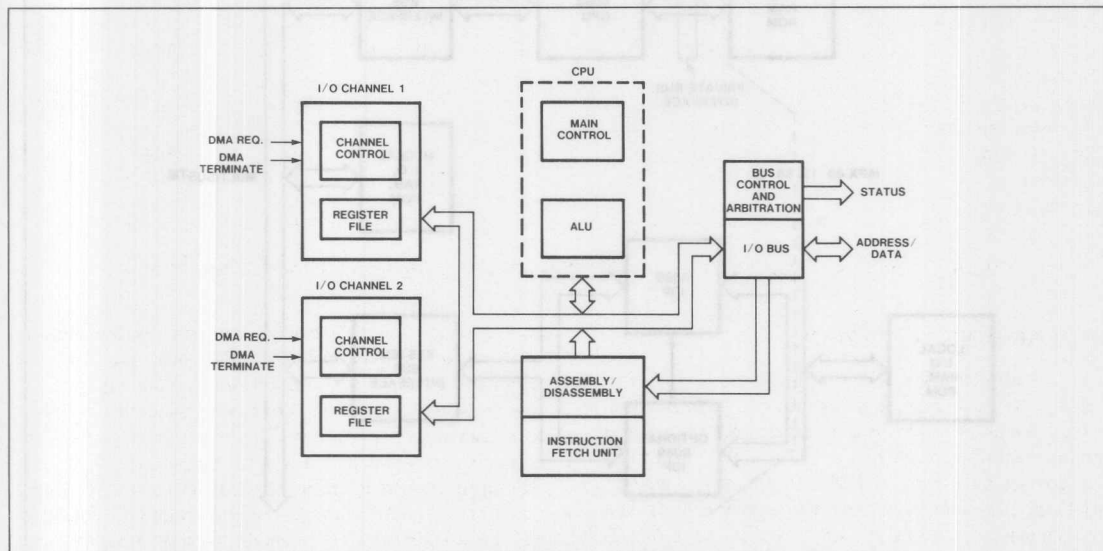 CPU
I/O CHANNEL 1
MAIN
CONTROL
DMA REQ.
DMA
TERMINATE
CHANNEL
CONTROL
REGISTER
FILE
ALU
BUS
CONTROL
AND
ARBITRATION
STATUS
I/O BUS
ADDRESS/
DATA
I/O CHANNEL 2
DMA REQ.
DMA
TERMINATE
CHANNEL
CONTROL
REGISTER
FILE
ASSEMBLY/
DISASSEMBLY
INSTRUCTION
FETCH UNIT